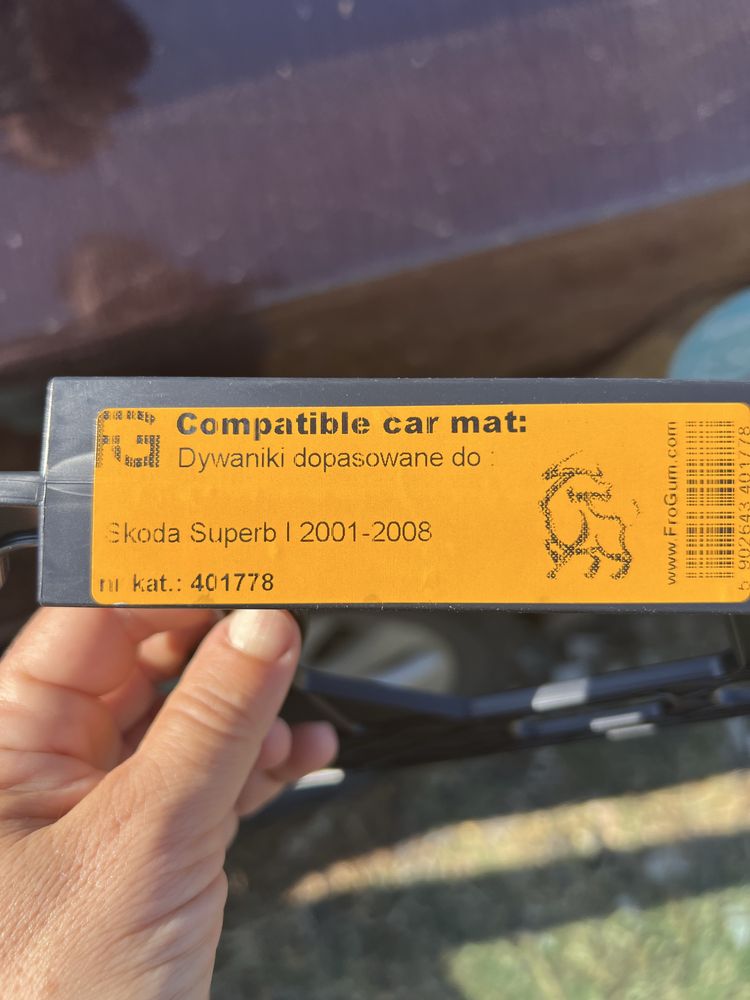 FG
Compatible car mat:
Dywaniki dopasowane do :
Skoda Superb I 2001-2008
nr kat.: 401778
www.FroGum.com
5 902643 401778